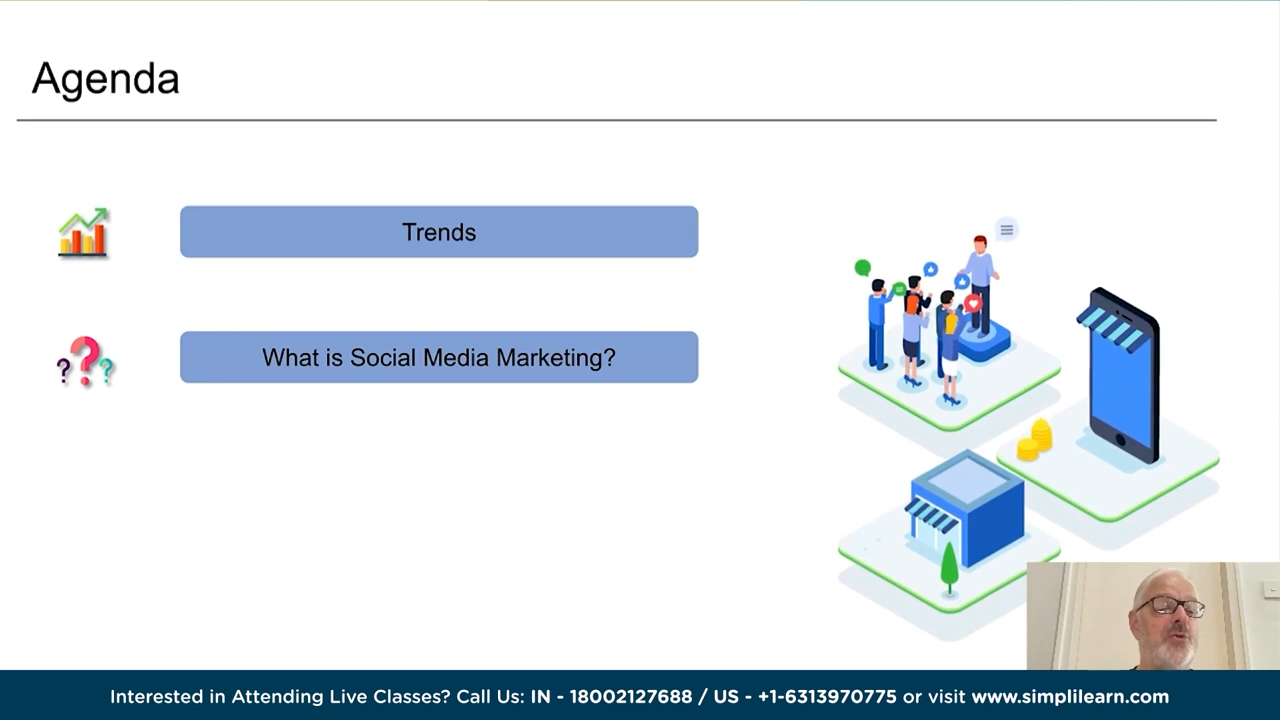 Agenda
Trends
What is Social Media Marketing?
Interested in Attending Live Classes? Call Us: IN - 18002127688 / US - +1-6313970775 or visit www.simplilearn.com